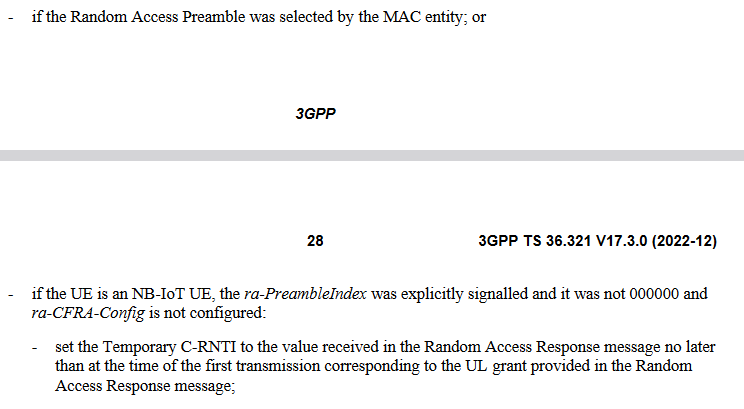 - if the Random Access Preamble was selected by the MAC entity; or
3GPP
28 3GPP TS 36.321 V17.3.0 (2022-12)
- if the UE is an NB-IoT UE, the ra-PreambleIndex was explicitly signalled and it was not 000000 and
ra-CFRA-Config is not configured:
- set the Temporary C-RNTI to the value received in the Random Access Response message no later
than at the time of the first transmission corresponding to the UL grant provided in the Random
Access Response message;